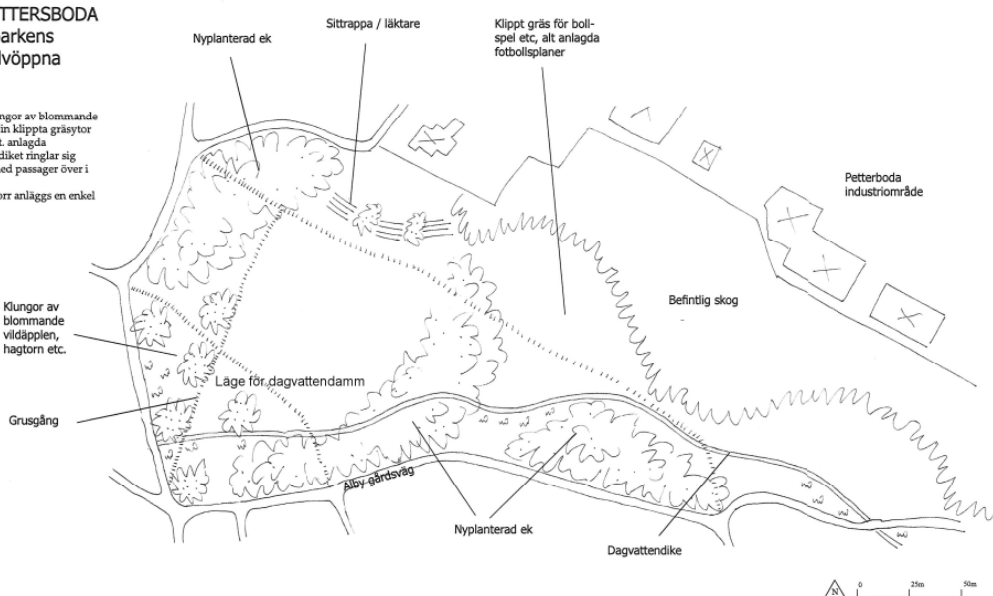 TTERSBODA
arkens
lvöppna
ngor av blommande
in klippta gräsytor
t. anlagda
diket ringlar sig
ed passager över i
orr anläggs en enkel
Nyplanterad ek
Sittrappa / läktare
Klippt gräs för boll-
spel etc, alt anlagda
fotbollsplaner
Petterboda
industriområde
Befintlig skog
Klungor av
blommande
vildäpplen,
hagtorn etc.
Läge för dagvattendamm
Grusgång
Alby gårdsväg
Nyplanterad ek
Dagvattendike
N
0 25m 50m